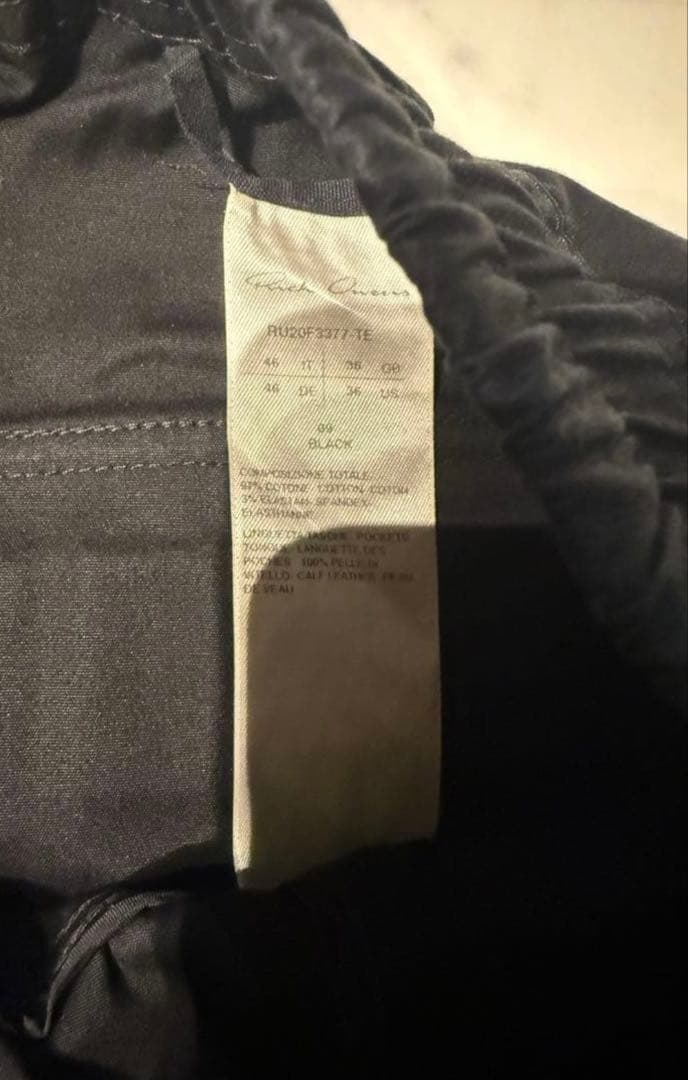 Rick Owens
RU20F3377-TE
46 IT 36 GB
46 DE 36 US
09
BLACK
COMPOSIZIONE TOTALE
97% COTONE COTTON COTON
3% ELASTAN SPANDEX
ELASTHANNE
LINGUETTA TASCHE POCKETS
TONGUE LANGUETTE DES
POCHES 100% PELLE DI
VITELLO CALF LEATHER PEAU
DE VEAU